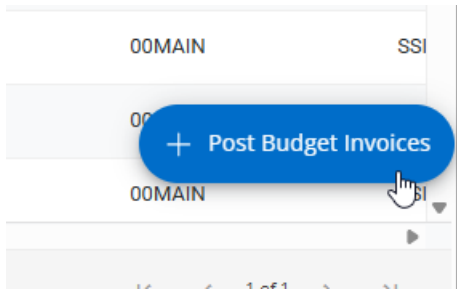 00MAIN SSI
+ Post Budget Invoices
00MAIN
1 of 1